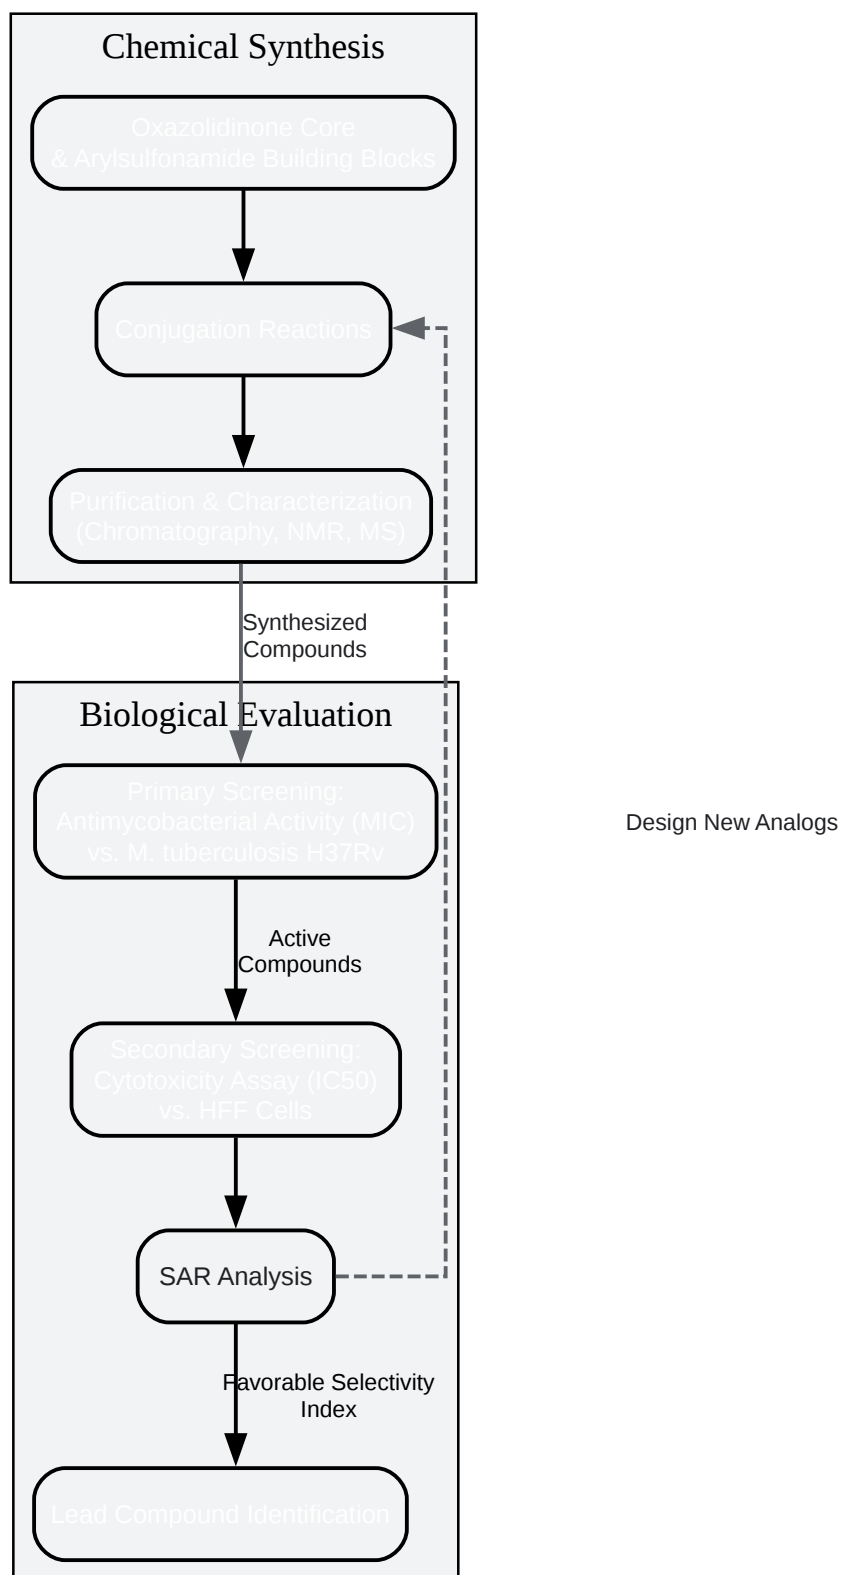 Chemical Synthesis
Oxazolidinone Core
& Arylsulfonamide Building Blocks
Conjugation Reactions
Purification & Characterization
(Chromatography, NMR, MS)
Synthesized
Compounds
Biological Evaluation
Primary Screening:
Antimycobacterial Activity (MIC)
vs. M. tuberculosis H37Rv
Design New Analogs
Active
Compounds
Secondary Screening:
Cytotoxicity Assay (IC50)
vs. HFF Cells
SAR Analysis
Favorable Selectivity
Index
Lead Compound Identification